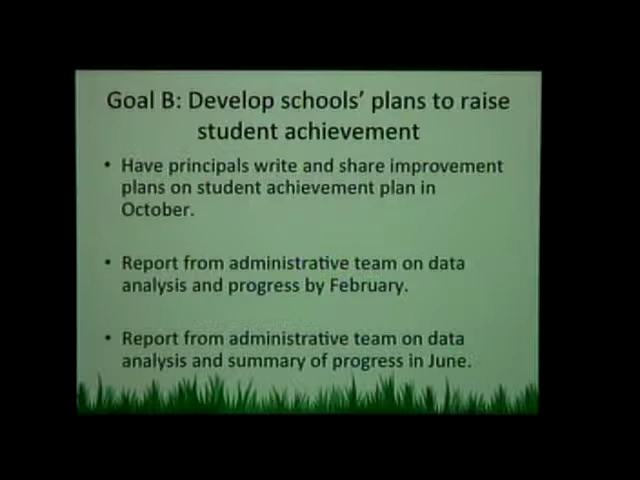 Goal B: Develop schools' plans to raise
student achievement
• Have principals write and share improvement
plans on student achievement plan in
October.
• Report from administrative team on data
analysis and progress by February.
• Report from administrative team on data
analysis and summary of progress in June.